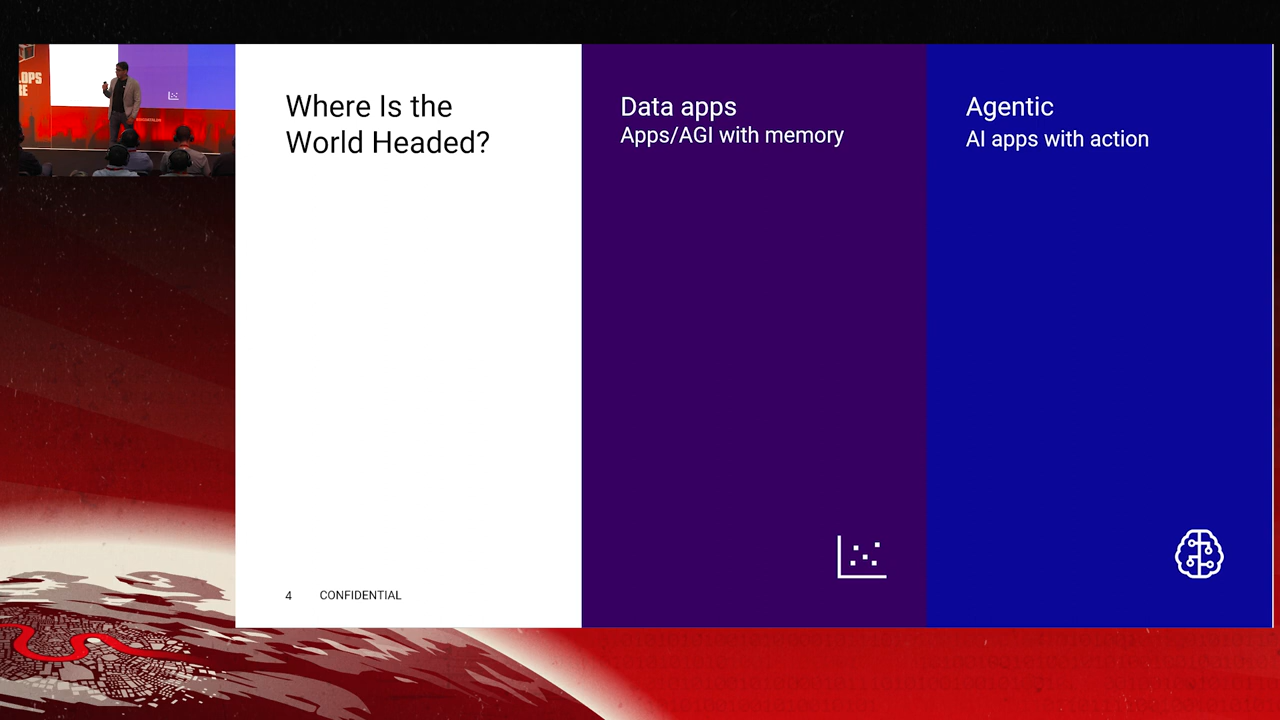 Where Is the
World Headed?
Data apps
Apps/AGI with memory
Agentic
AI apps with action
4 CONFIDENTIAL